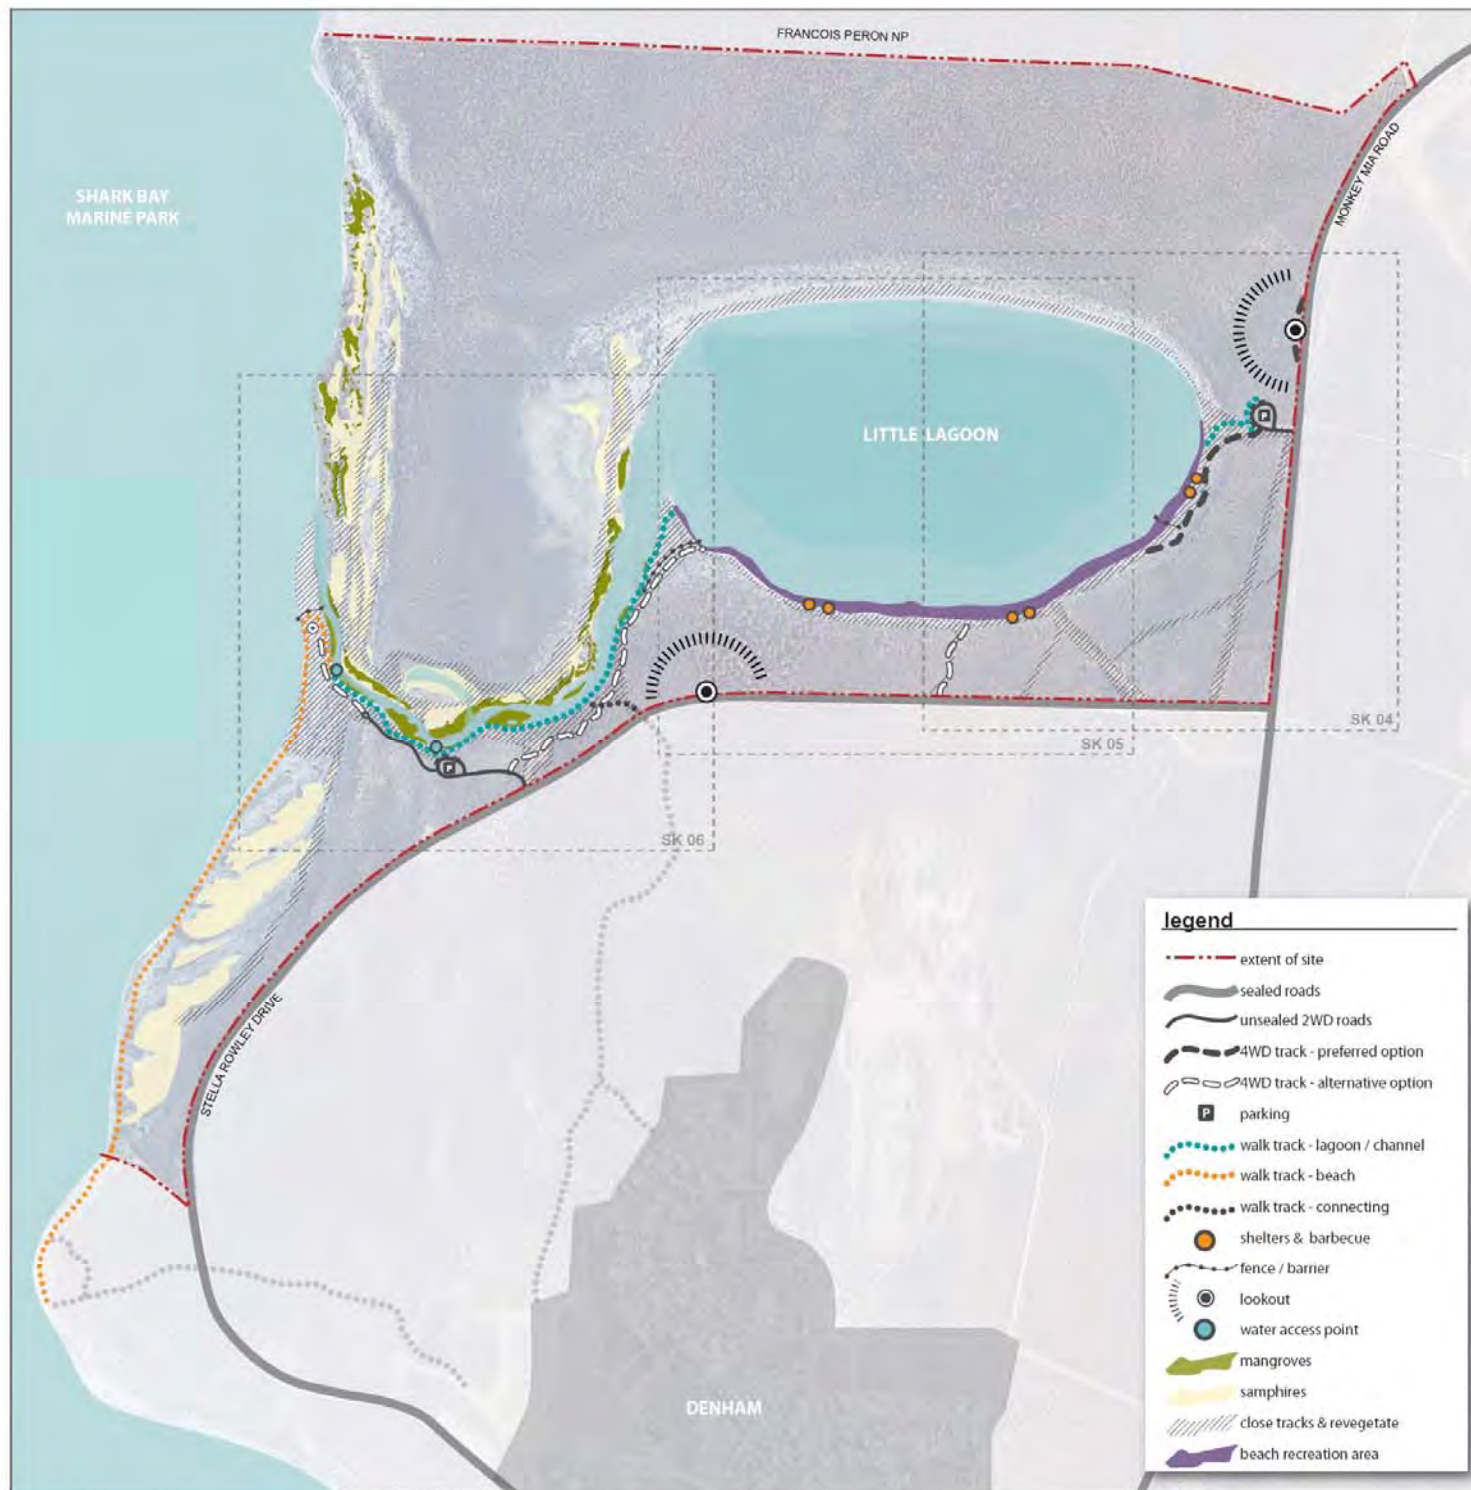 FRANCOIS PERON NP
MONKEY MIA ROAD
SHARK BAY
MARINE PARK
LITTLE LAGOON
P
SK 04
SK 05
P
SK 06
STELLA ROWLEY DRIVE
DENHAM
legend
extent of site
sealed roads
unsealed 2WD roads
4WD track - preferred option
4WD track - alternative option
P parking
walk track - lagoon / channel
walk track - beach
walk track - connecting
shelters & barbecue
fence / barrier
lookout
water access point
mangroves
samphires
close tracks & revegetate
beach recreation area